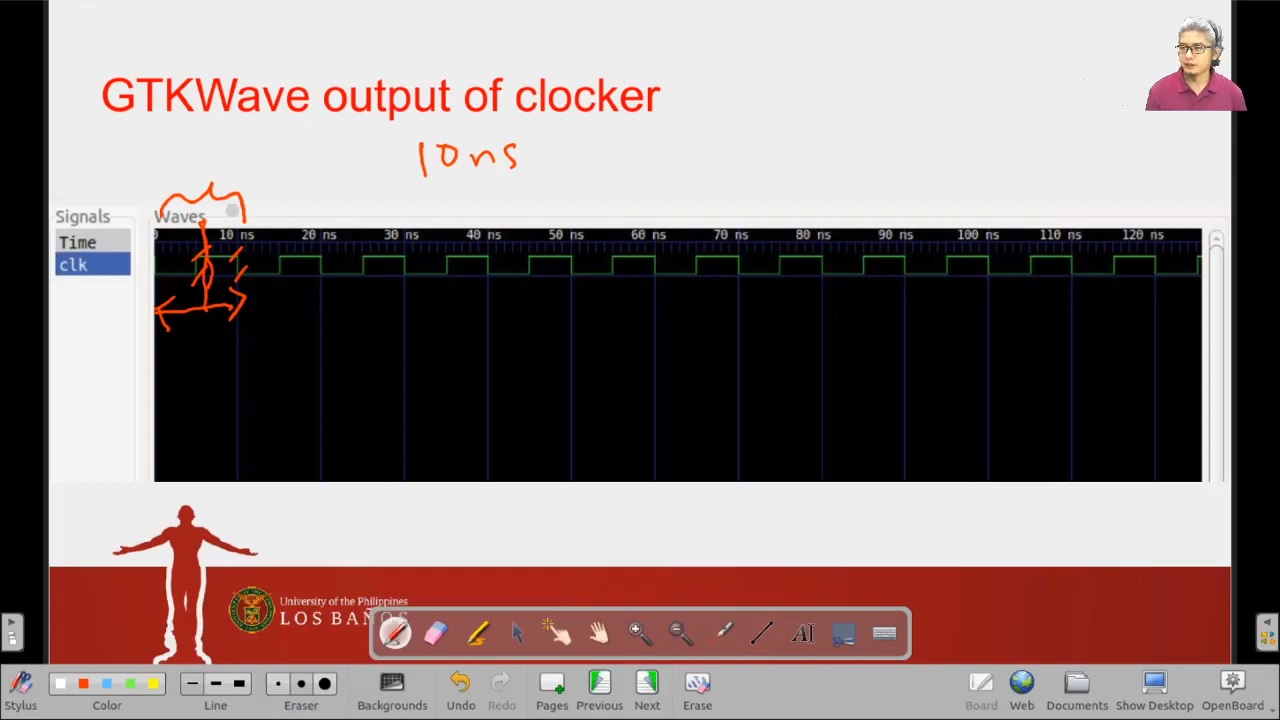 GTKWave output of clocker
10ns
Signals
Waves
Time
0 10 ns 20 ns 30 ns 40 ns 50 ns 60 ns 70 ns 80 ns 90 ns 100 ns 110 ns 120 ns
clk
University of the Philippines
LOS BAÑOS
Stylus Color Line Eraser Backgrounds Undo Redo Pages Previous Next Erase Board Web Documents Show Desktop OpenBoard